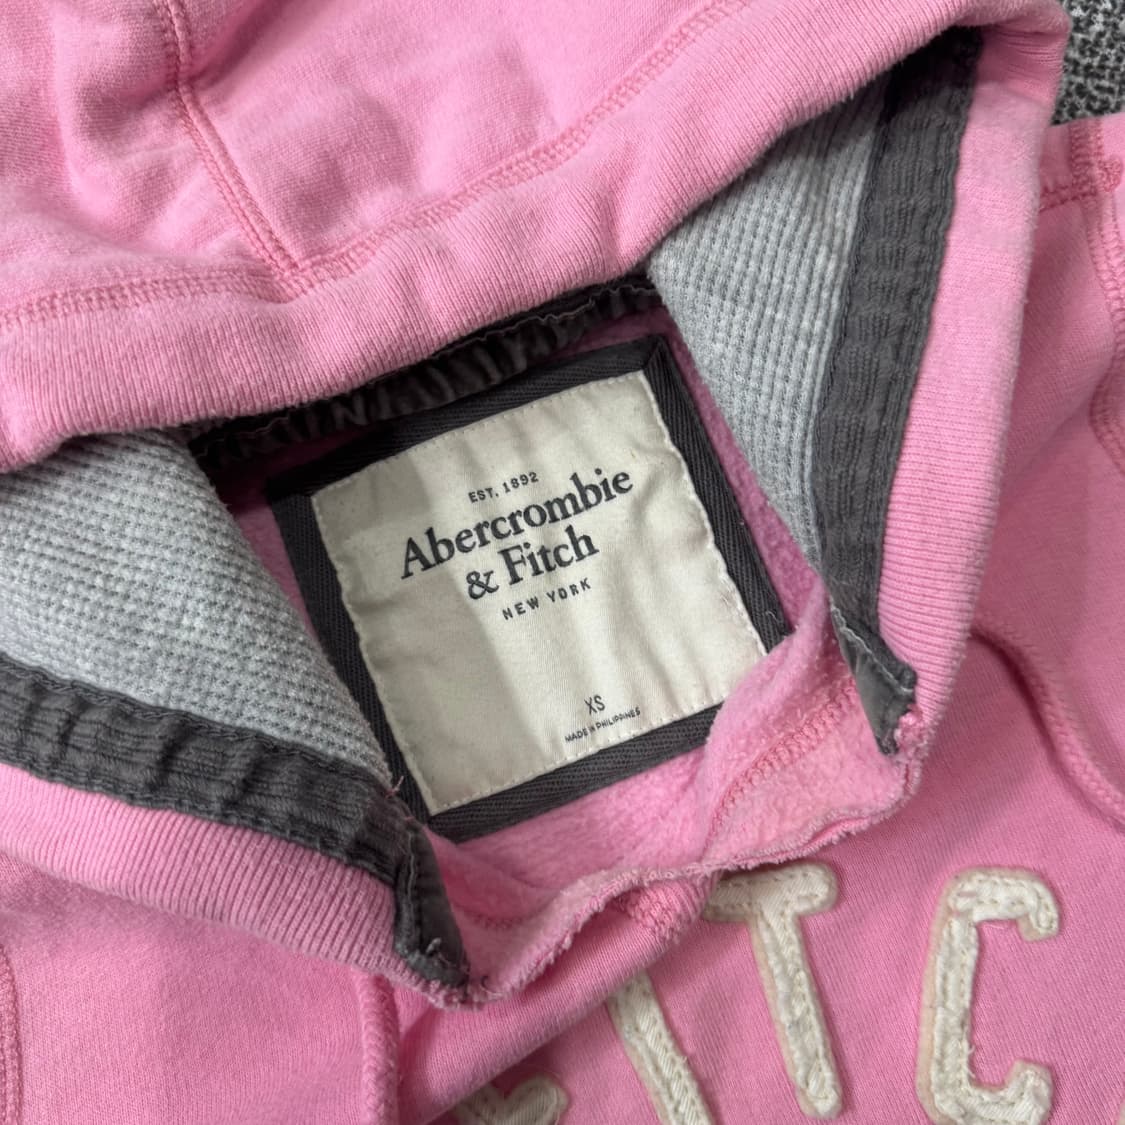 EST. 1892
Abercrombie
& Fitch
NEW YORK
XS
MADE IN PHILIPPINES
ITC